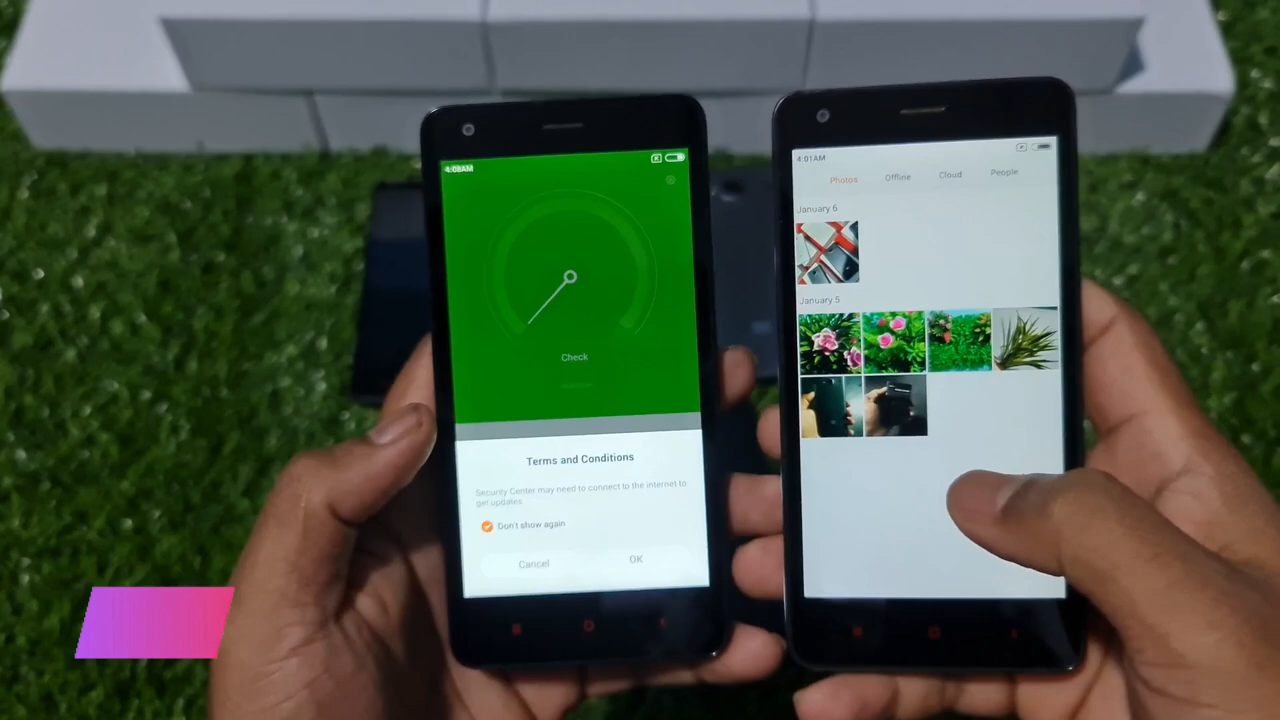 4:08AM
Check
Terms and Conditions
Security Center may need to connect to the internet to
get updates.
Don't show again
Cancel
OK
4:01AM
Photos
Offline
Cloud
People
January 6
January 5